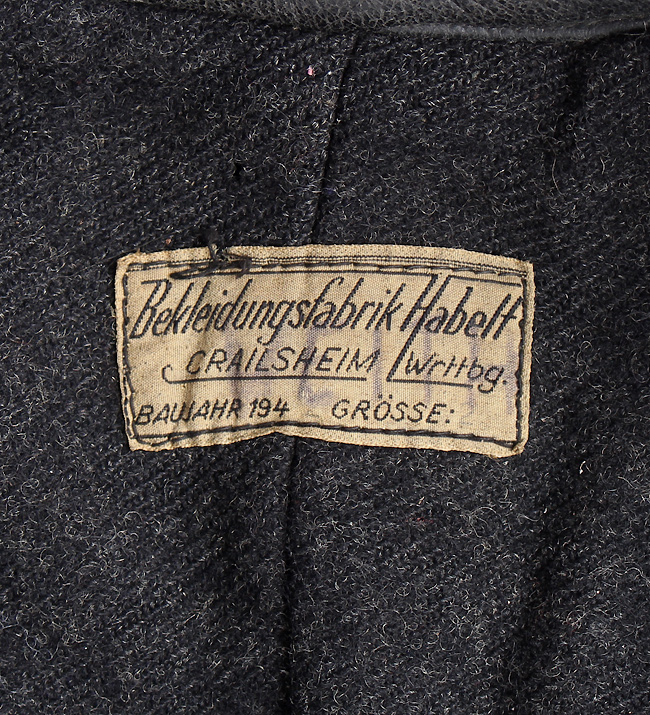 Bekleidungsfabrik Habelt
CRAILSHEIM Wrttbg.
BAUJAHR 194 GRÖSSE: